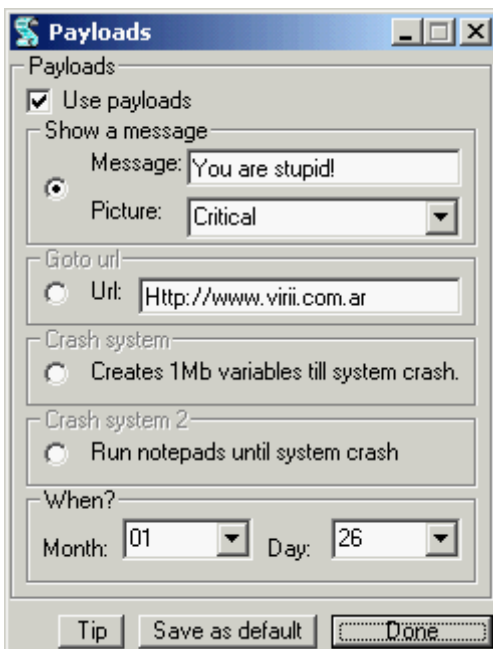 Payloads
Payloads
Use payloads
Show a message
Message: You are stupid!
Picture: Critical
Goto url
Url: Http://www.virii.com.ar
Crash system
Creates 1Mb variables till system crash.
Crash system 2
Run notepads until system crash
When?
Month: 01 Day: 26
Tip Save as default Done